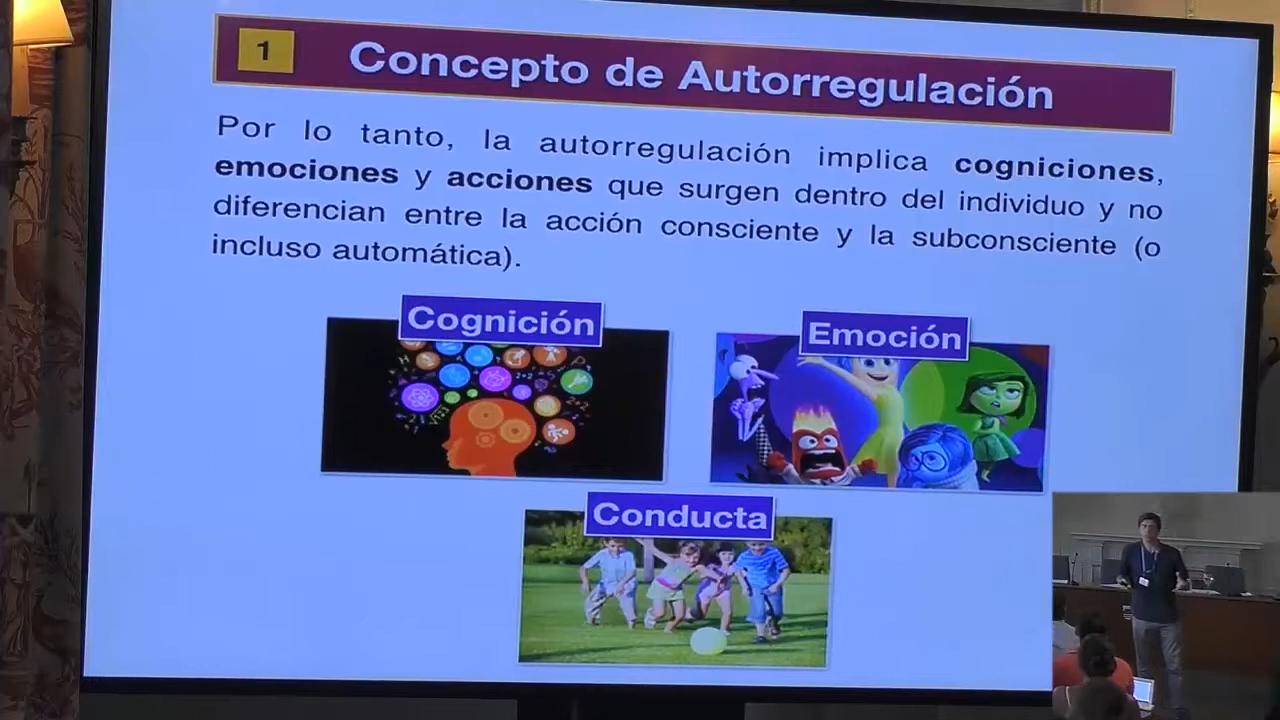 1
Concepto de Autorregulación
Por lo tanto, la autorregulación implica cogniciones,
emociones y acciones que surgen dentro del individuo y no
diferencian entre la acción consciente y la subconsciente (o
incluso automática).
Cognición
Emoción
Conducta